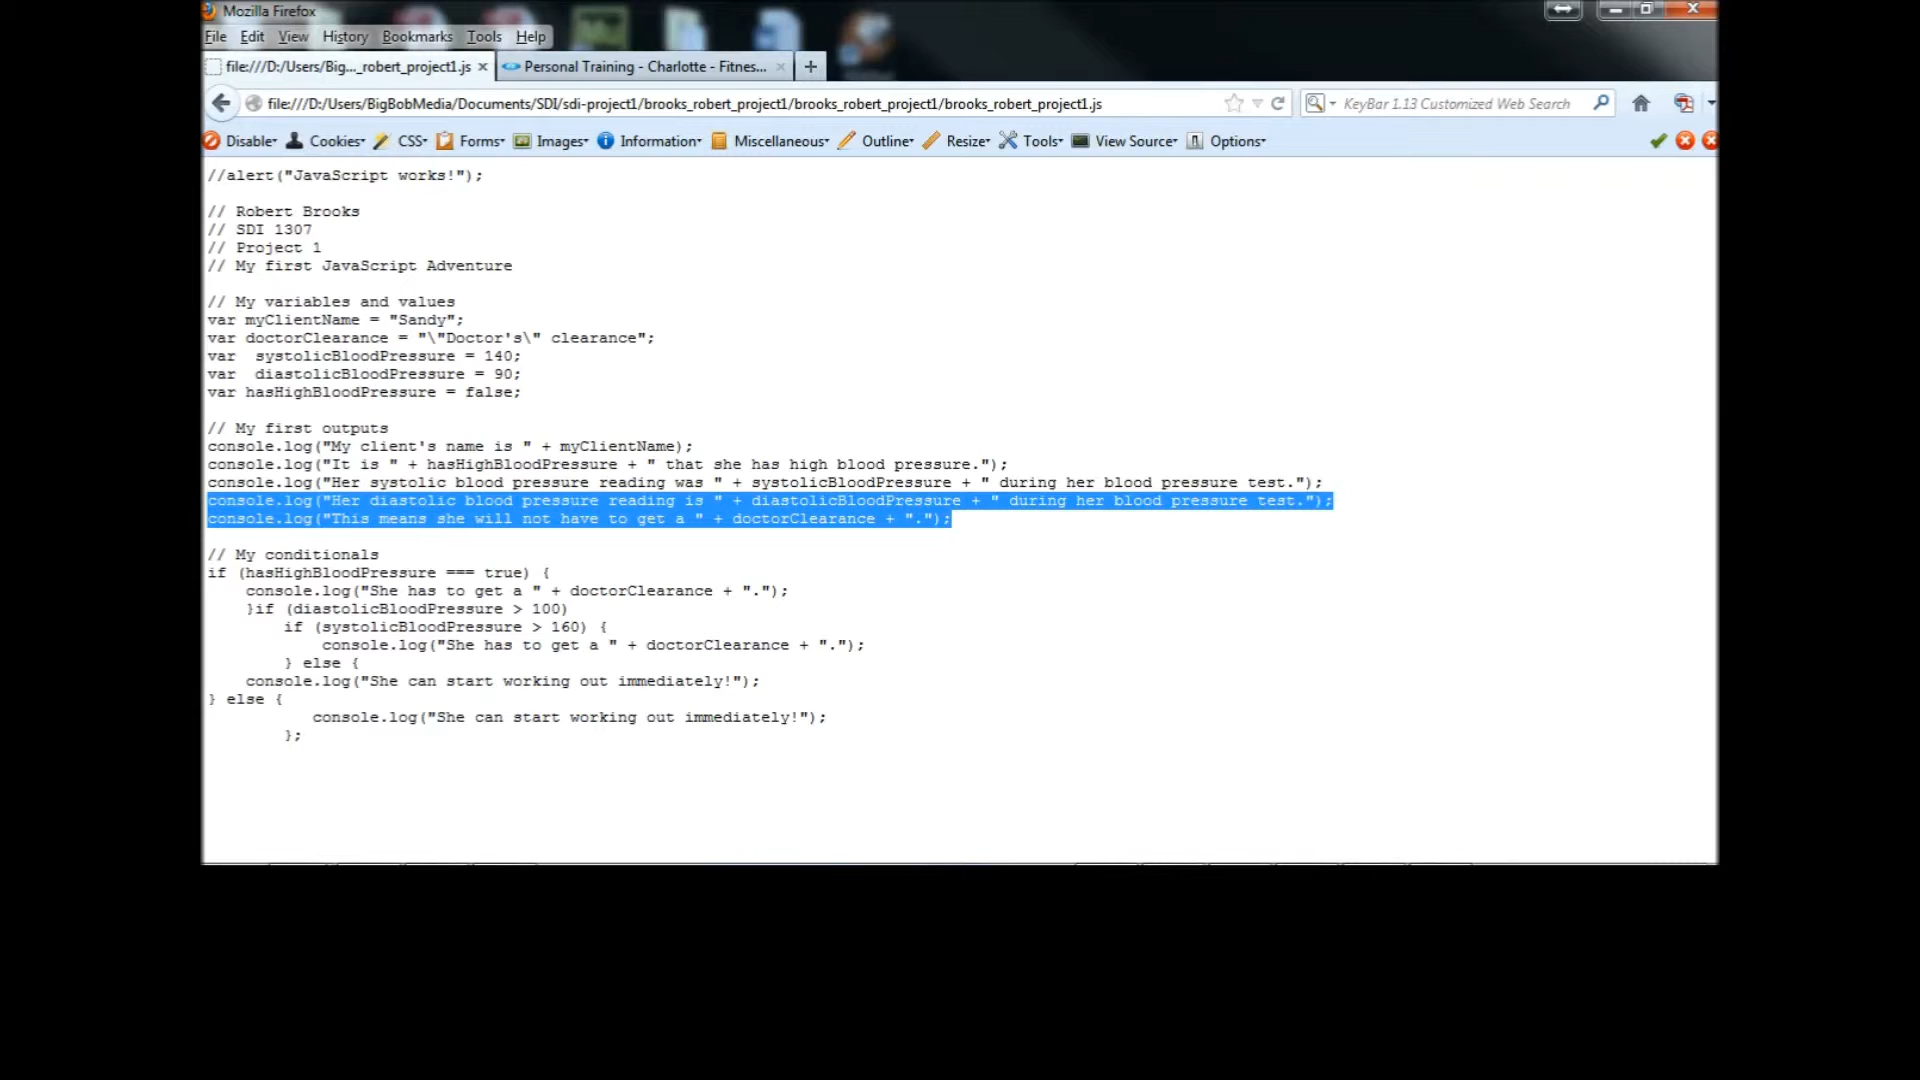 Mozilla Firefox
File Edit View History Bookmarks Tools Help
file:///D:/Users/Big..._robert_project1.js Personal Training - Charlotte - Fitnes...
file:///D:/Users/BigBobMedia/Documents/SDI/sdi-project1/brooks_robert_project1/brooks_robert_project1/brooks_robert_project1.js KeyBar 1.13 Customized Web Search
Disable Cookies CSS Forms Images Information Miscellaneous Outline Resize Tools View Source Options
//alert("JavaScript works!");
// Robert Brooks
// SDI 1307
// Project 1
// My first JavaScript Adventure
// My variables and values
var myClientName = "Sandy";
var doctorClearance = "\"Doctor's\" clearance";
var  systolicBloodPressure = 140;
var  diastolicBloodPressure = 90;
var hasHighBloodPressure = false;
// My first outputs
console.log("My client's name is " + myClientName);
console.log("It is " + hasHighBloodPressure + " that she has high blood pressure.");
console.log("Her systolic blood pressure reading was " + systolicBloodPressure + " during her blood pressure test.");
console.log("Her diastolic blood pressure reading is " + diastolicBloodPressure + " during her blood pressure test.");
console.log("This means she will not have to get a " + doctorClearance + ".");
// My conditionals
if (hasHighBloodPressure === true) {
    console.log("She has to get a " + doctorClearance + ".");
    }if (diastolicBloodPressure > 100)
        if (systolicBloodPressure > 160) {
            console.log("She has to get a " + doctorClearance + ".");
        } else {
    console.log("She can start working out immediately!");
} else {
           console.log("She can start working out immediately!");
        };